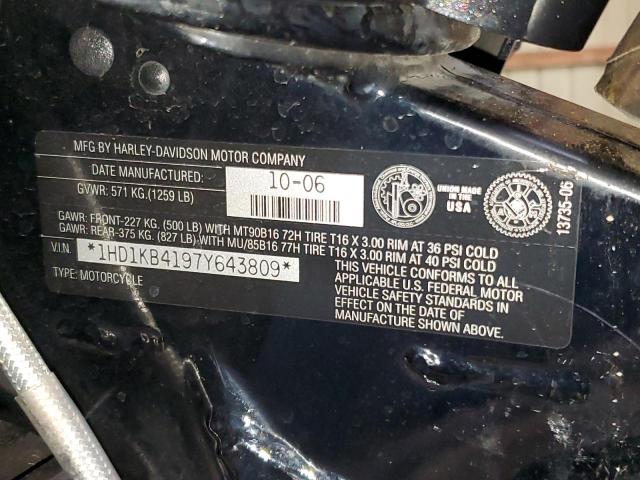 MFG BY HARLEY-DAVIDSON MOTOR COMPANY
DATE MANUFACTURED:
10-06
GVWR: 571 KG.(1259 LB)
UNION MADE
IN THE
USA
13735-06
GAWR: FRONT-227 KG. (500 LB) WITH MT90B16 72H TIRE T16 X 3.00 RIM AT 36 PSI COLD
GAWR: REAR-375 KG. (827 LB) WITH MU/85B16 77H TIRE T16 X 3.00 RIM AT 40 PSI COLD
V.I.N.
*1HD1KB4197Y643809*
TYPE: MOTORCYCLE
THIS VEHICLE CONFORMS TO ALL
APPLICABLE U.S. FEDERAL MOTOR
VEHICLE SAFETY STANDARDS IN
EFFECT ON THE DATE OF
MANUFACTURE SHOWN ABOVE.